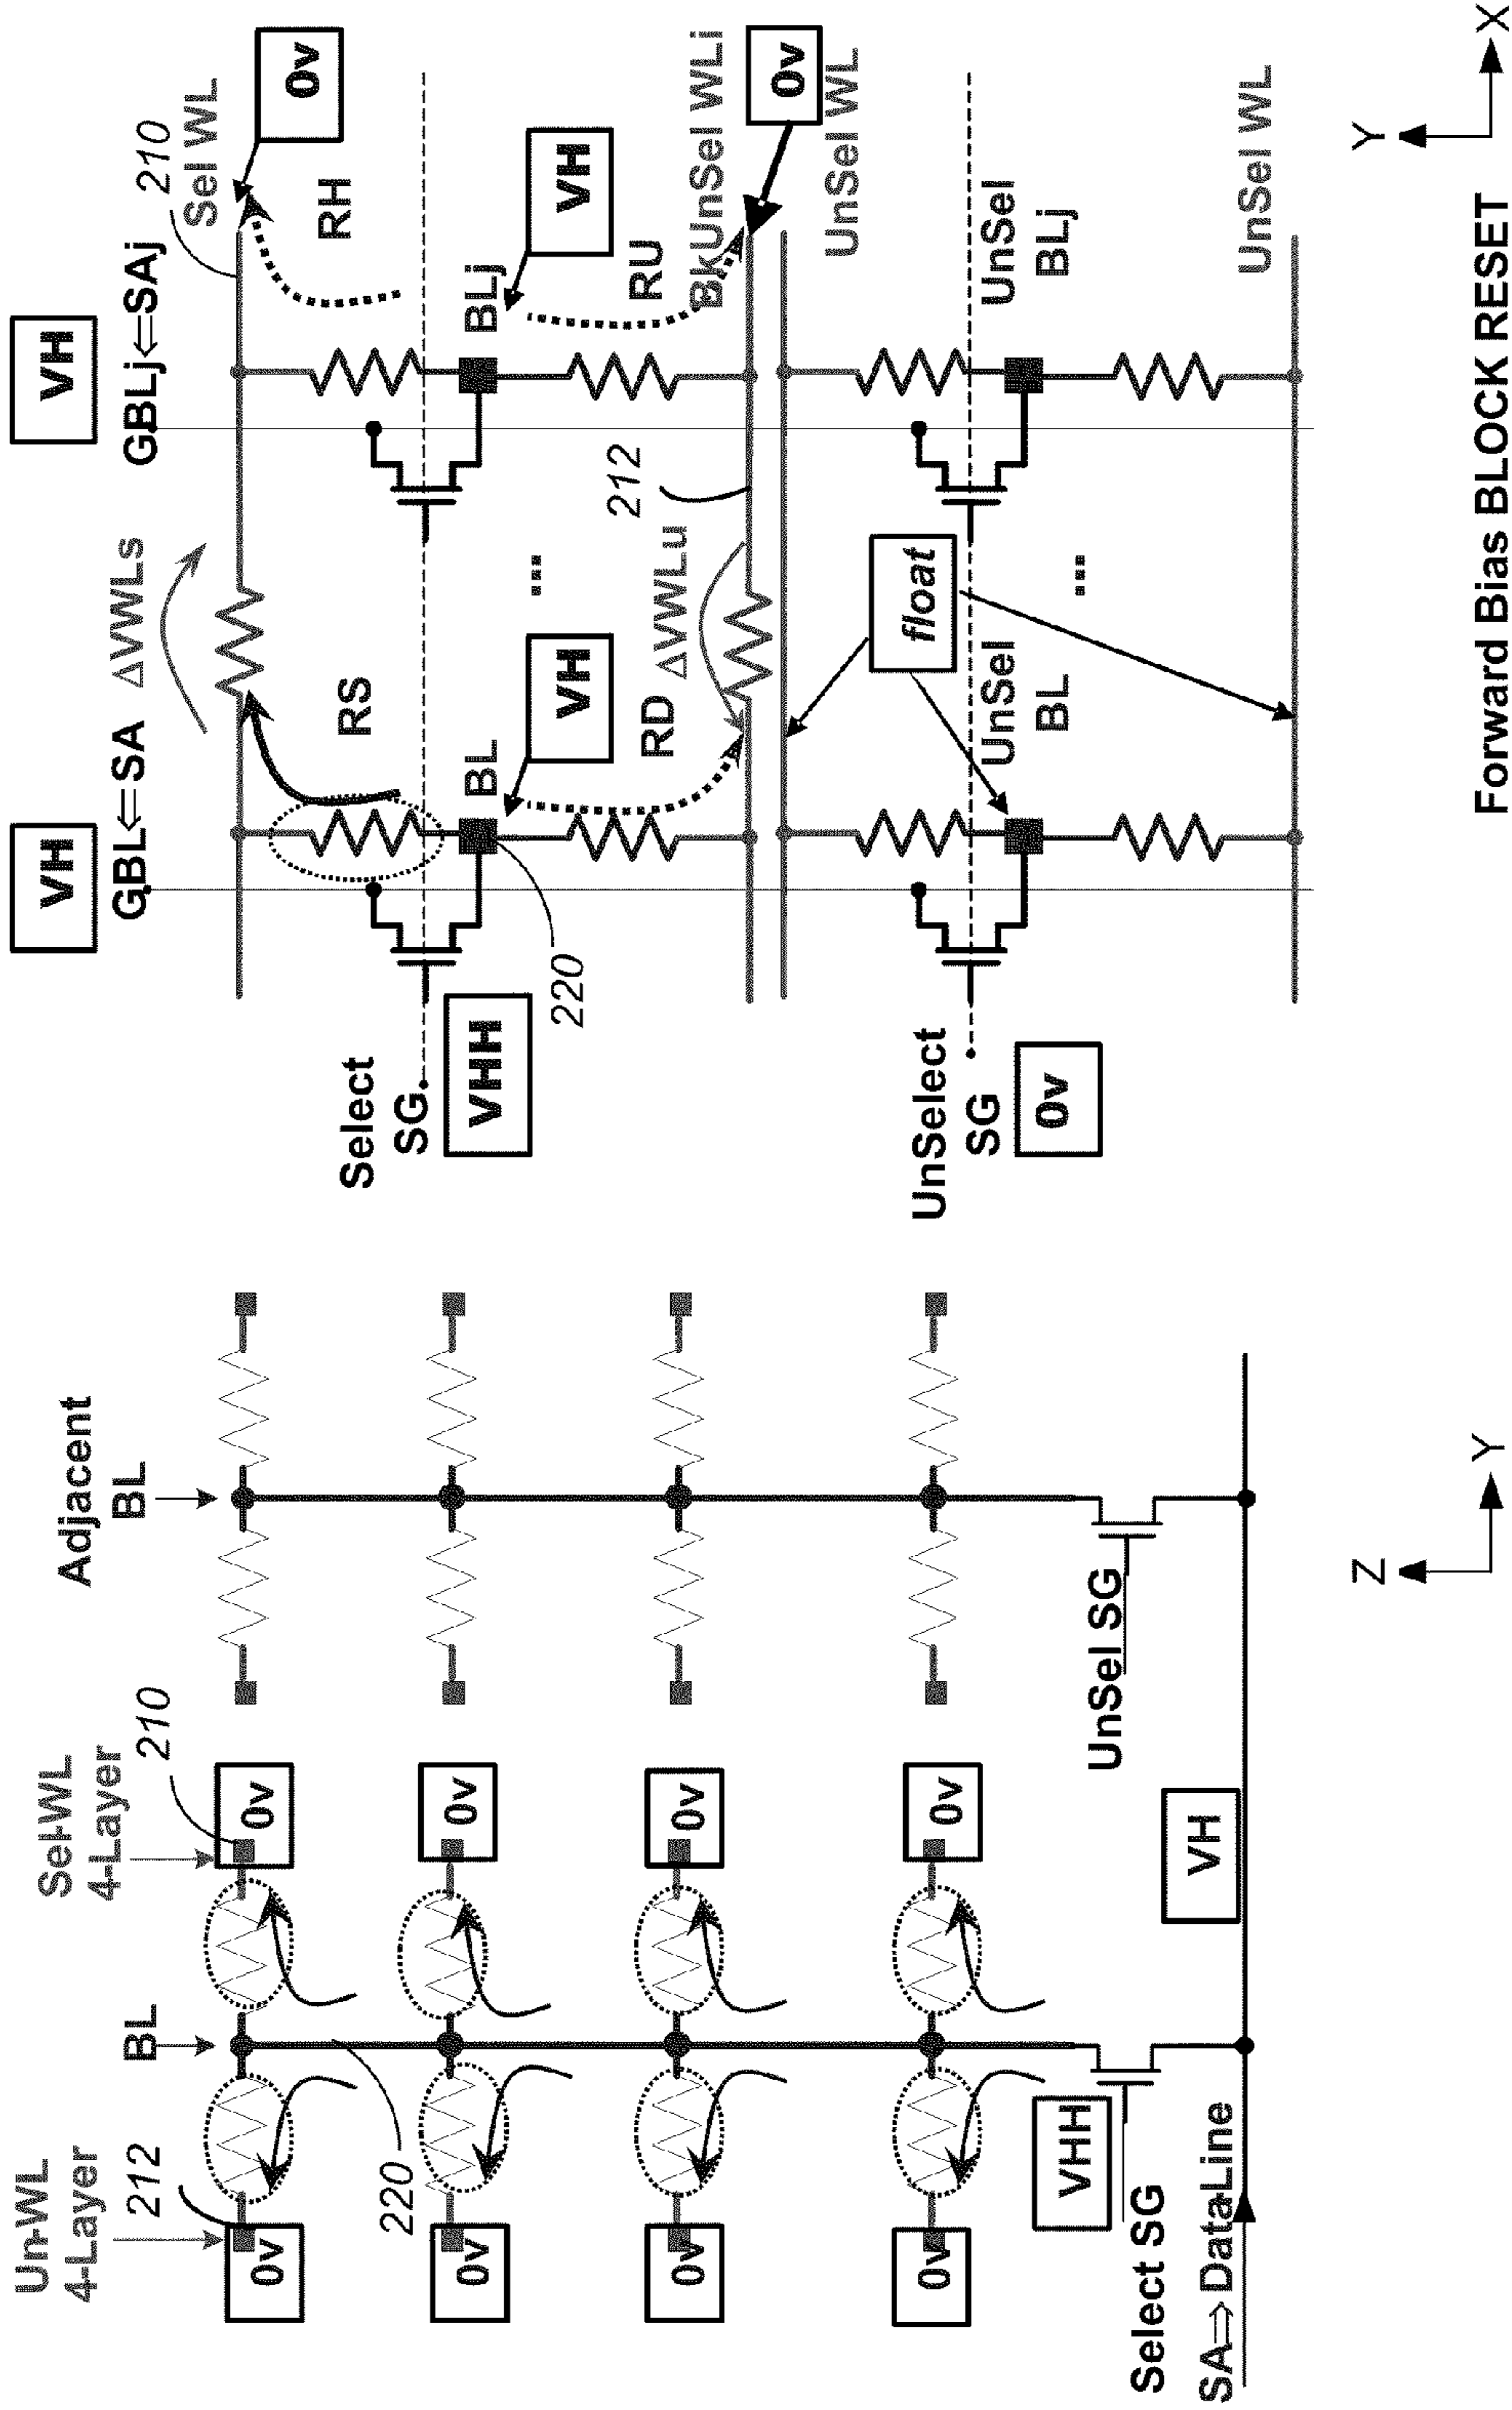 Un-WL
4-Layer
212
BL
Sel-WL
4-Layer
210
Adjacent
BL
0v
0v
0v
0v
0v
0v
0v
0v
220
VHH
Select SG
UnSel SG
SA⇔Data-Line
VH
Z
Y
VH
VH
GBL⇐SA
ΔVWLs
GBLj⇐SAj
210
Sel WL
0v
Select
SG
VHH
RS
RH
BL
VH
BLj
VH
220
RD
ΔVWLu
212
RU
BkUnSel WLi
0v
UnSel WL
...
float
UnSelect
SG
0v
UnSel
BL
UnSel
BLj
...
UnSel WL
Y
X
Forward Bias BLOCK RESET